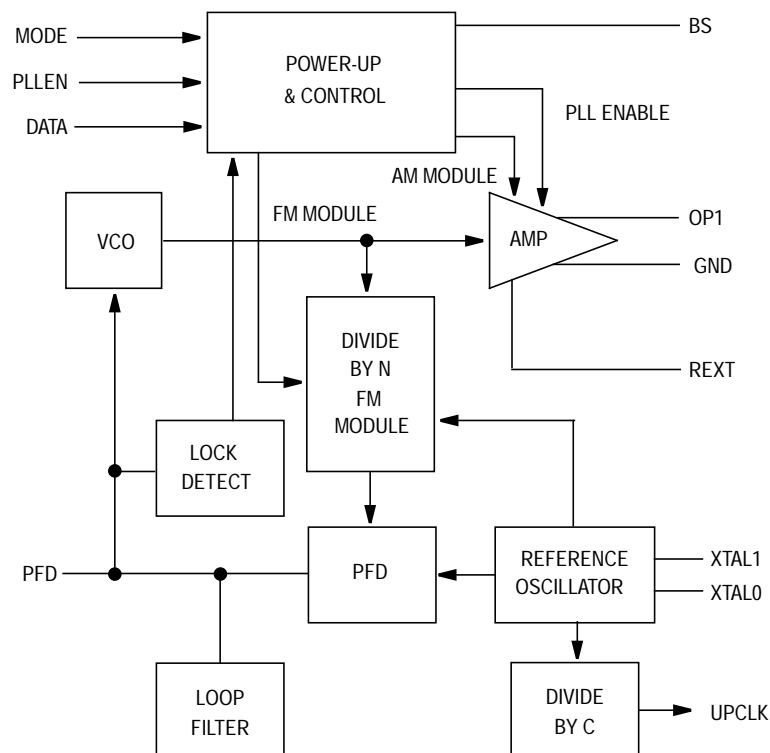 MODE
PLLEN
DATA
POWER-UP
& CONTROL
BS
PLL ENABLE
AM MODULE
FM MODULE
VCO
AMP
OP1
GND
REXT
DIVIDE
BY N
FM
MODULE
LOCK
DETECT
PFD
PFD
REFERENCE
OSCILLATOR
XTAL1
XTAL0
LOOP
FILTER
DIVIDE
BY C
UPCLK